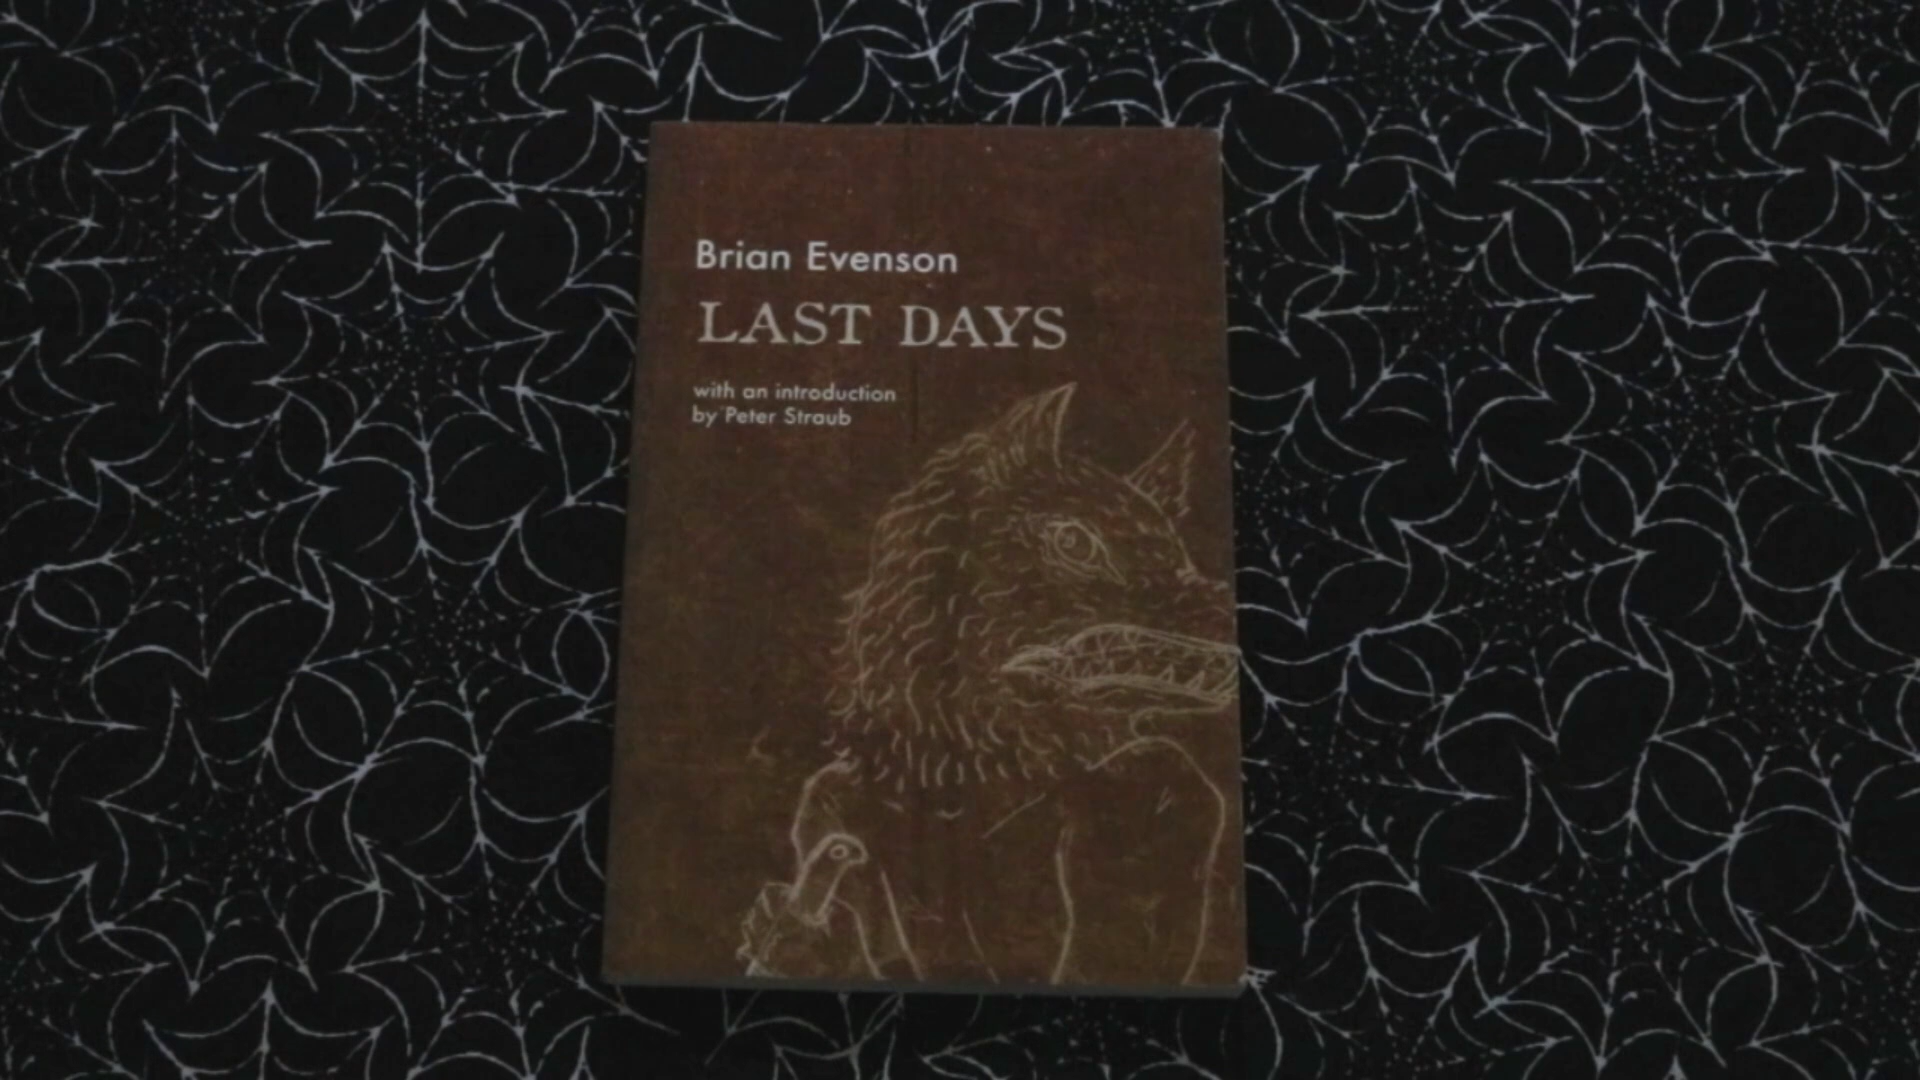 Brian Evenson
LAST DAYS
with an introduction
by Peter Straub